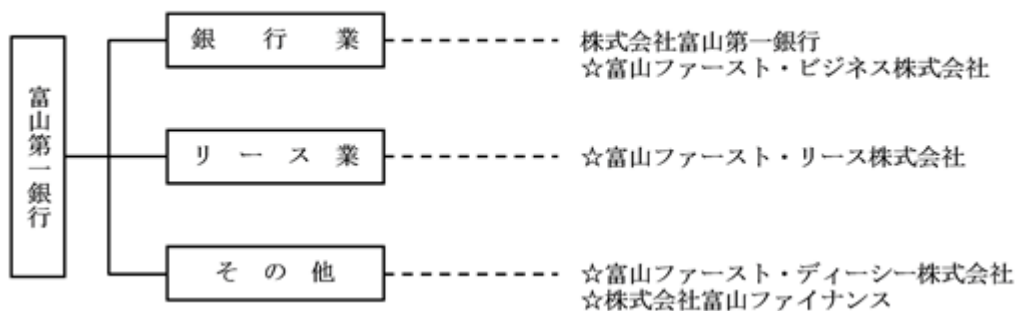 富山第一銀行
銀行業
株式会社富山第一銀行
☆富山ファースト・ビジネス株式会社
リース業
☆富山ファースト・リース株式会社
その他
☆富山ファースト・ディーシー株式会社
☆株式会社富山ファイナンス